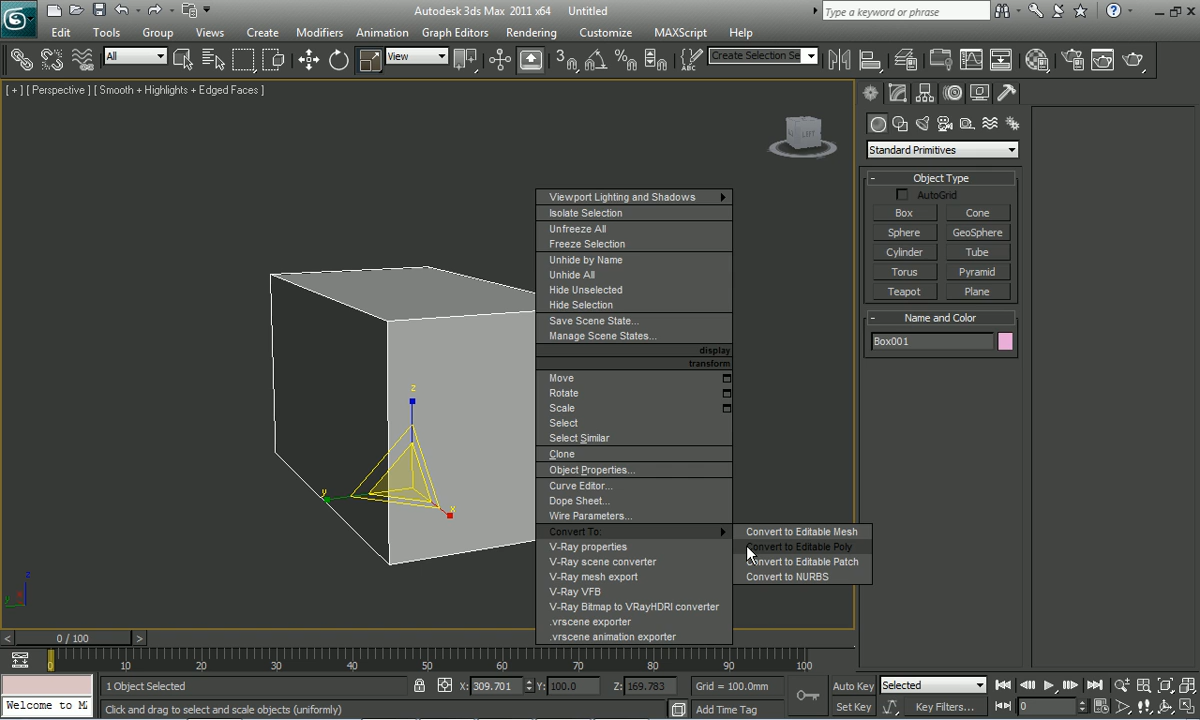 Autodesk 3ds Max 2011 x64 Untitled
Type a keyword or phrase
Edit Tools Group Views Create Modifiers Animation Graph Editors Rendering Customize MAXScript Help
All View Create Selection Se
[ + ] [ Perspective ] [ Smooth + Highlights + Edged Faces ]
LEFT
Standard Primitives
- Object Type
AutoGrid
Box Cone
Sphere GeoSphere
Cylinder Tube
Torus Pyramid
Teapot Plane
- Name and Color
Box001
Viewport Lighting and Shadows
Isolate Selection
Unfreeze All
Freeze Selection
Unhide by Name
Unhide All
Hide Unselected
Hide Selection
Save Scene State...
Manage Scene States...
display
transform
Move
Rotate
Scale
Select
Select Similar
Clone
Object Properties...
Curve Editor...
Dope Sheet...
Wire Parameters...
Convert To:
V-Ray properties
V-Ray scene converter
V-Ray mesh export
V-Ray VFB
V-Ray Bitmap to VRayHDRI converter
.vrscene exporter
.vrscene animation exporter
Convert to Editable Mesh
Convert to Editable Poly
Convert to Editable Patch
Convert to NURBS
z
y
x
z
y
x
< 0 / 100 >
0 10 20 30 40 50 60 70 80 90 100
1 Object Selected X: 309.701 Y: 100.0 Z: 169.783 Grid = 100.0mm Auto Key Selected
Welcome to M Click and drag to select and scale objects (uniformly) Add Time Tag Set Key Key Filters... 0